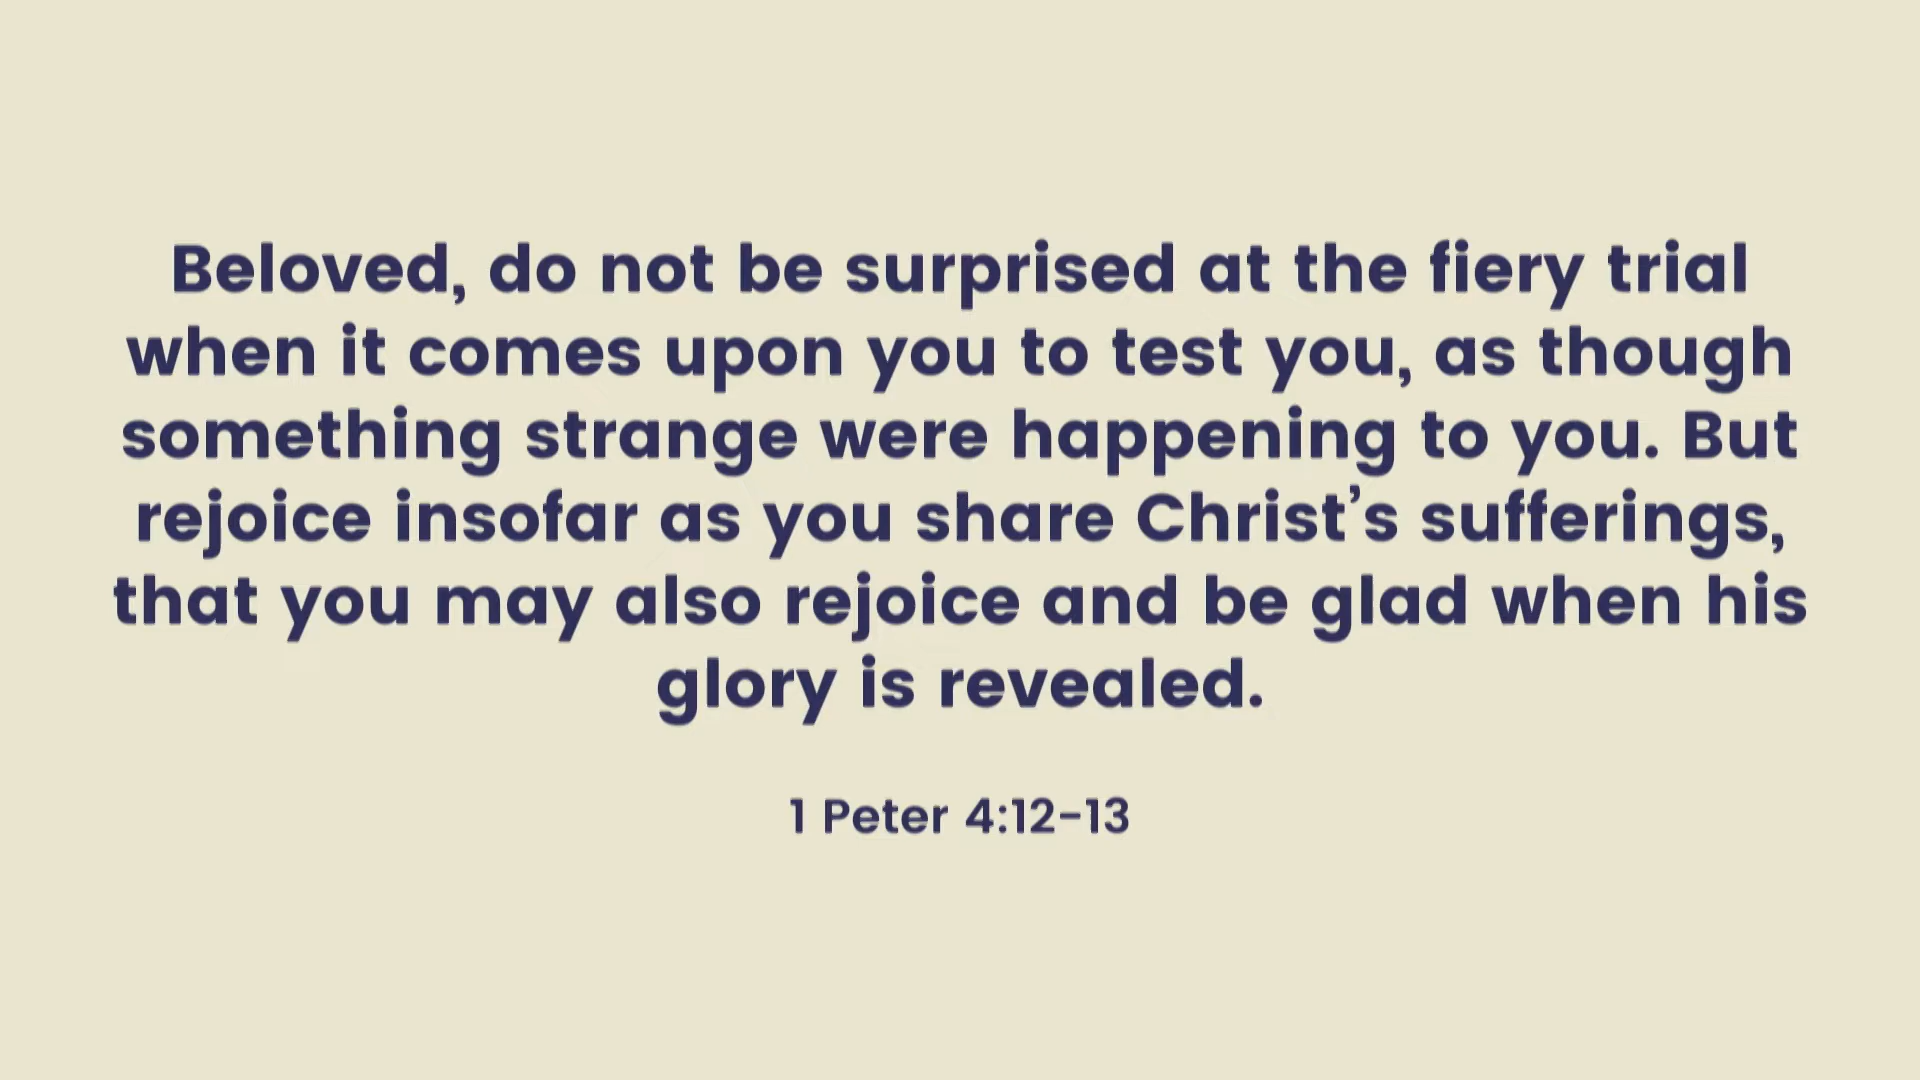 Beloved, do not be surprised at the fiery trial
when it comes upon you to test you, as though
something strange were happening to you. But
rejoice insofar as you share Christ’s sufferings,
that you may also rejoice and be glad when his
glory is revealed.
1 Peter 4:12-13